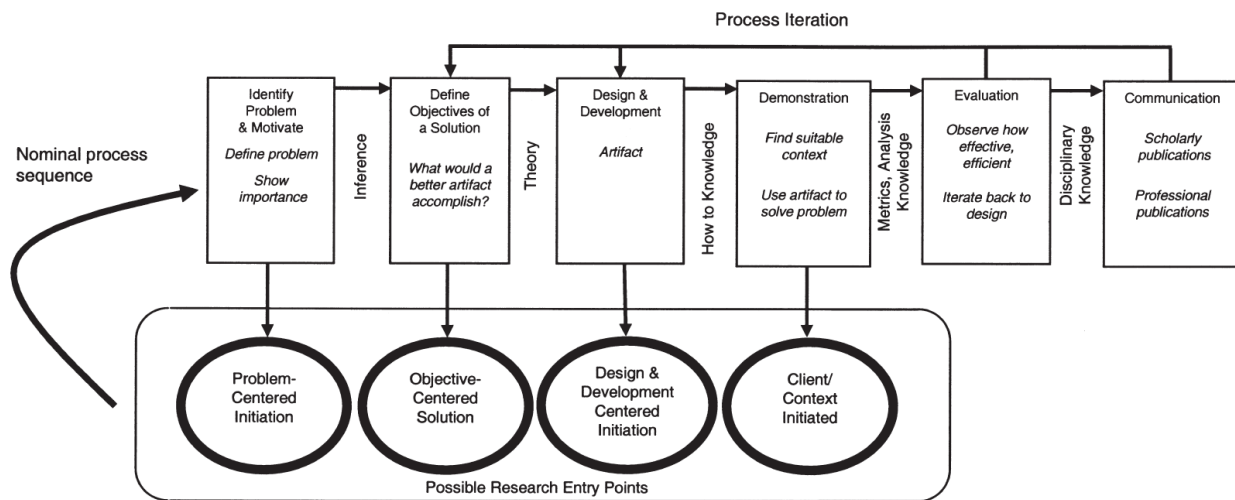 Process Iteration
Nominal process
sequence
Identify
Problem
& Motivate
Define problem
Show
importance
Inference
Define
Objectives of
a Solution
What would a
better artifact
accomplish?
Theory
Design &
Development
Artifact
How to Knowledge
Demonstration
Find suitable
context
Use artifact to
solve problem
Metrics, Analysis
Knowledge
Evaluation
Observe how
effective,
efficient
Iterate back to
design
Disciplinary
Knowledge
Communication
Scholarly
publications
Professional
publications
Problem-
Centered
Initiation
Objective-
Centered
Solution
Design &
Development
Centered
Initiation
Client/
Context
Initiated
Possible Research Entry Points